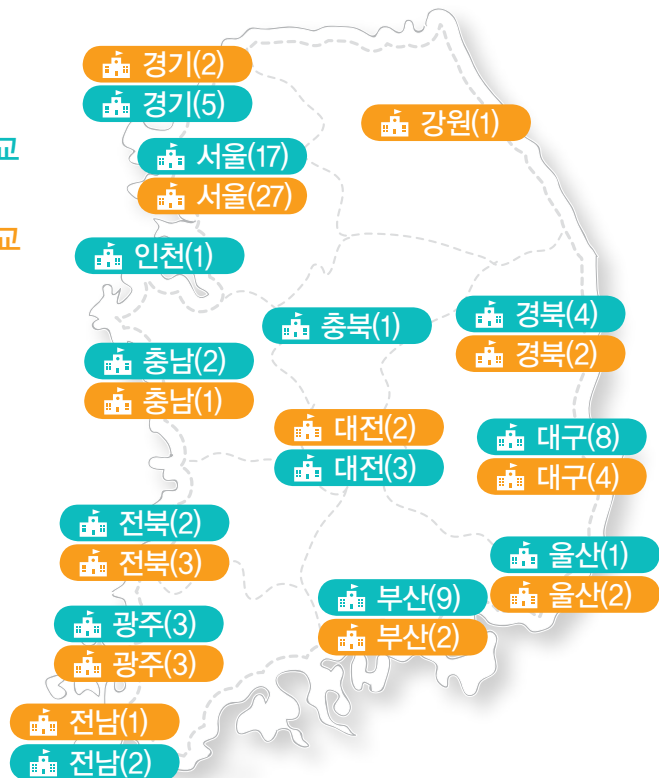 경기(2)
경기(5)
강원(1)
교
서울(17)
서울(27)
교
인천(1)
충북(1)
경북(4)
경북(2)
충남(2)
충남(1)
대전(2)
대전(3)
대구(8)
대구(4)
전북(2)
전북(3)
울산(1)
울산(2)
부산(9)
부산(2)
광주(3)
광주(3)
전남(1)
전남(2)